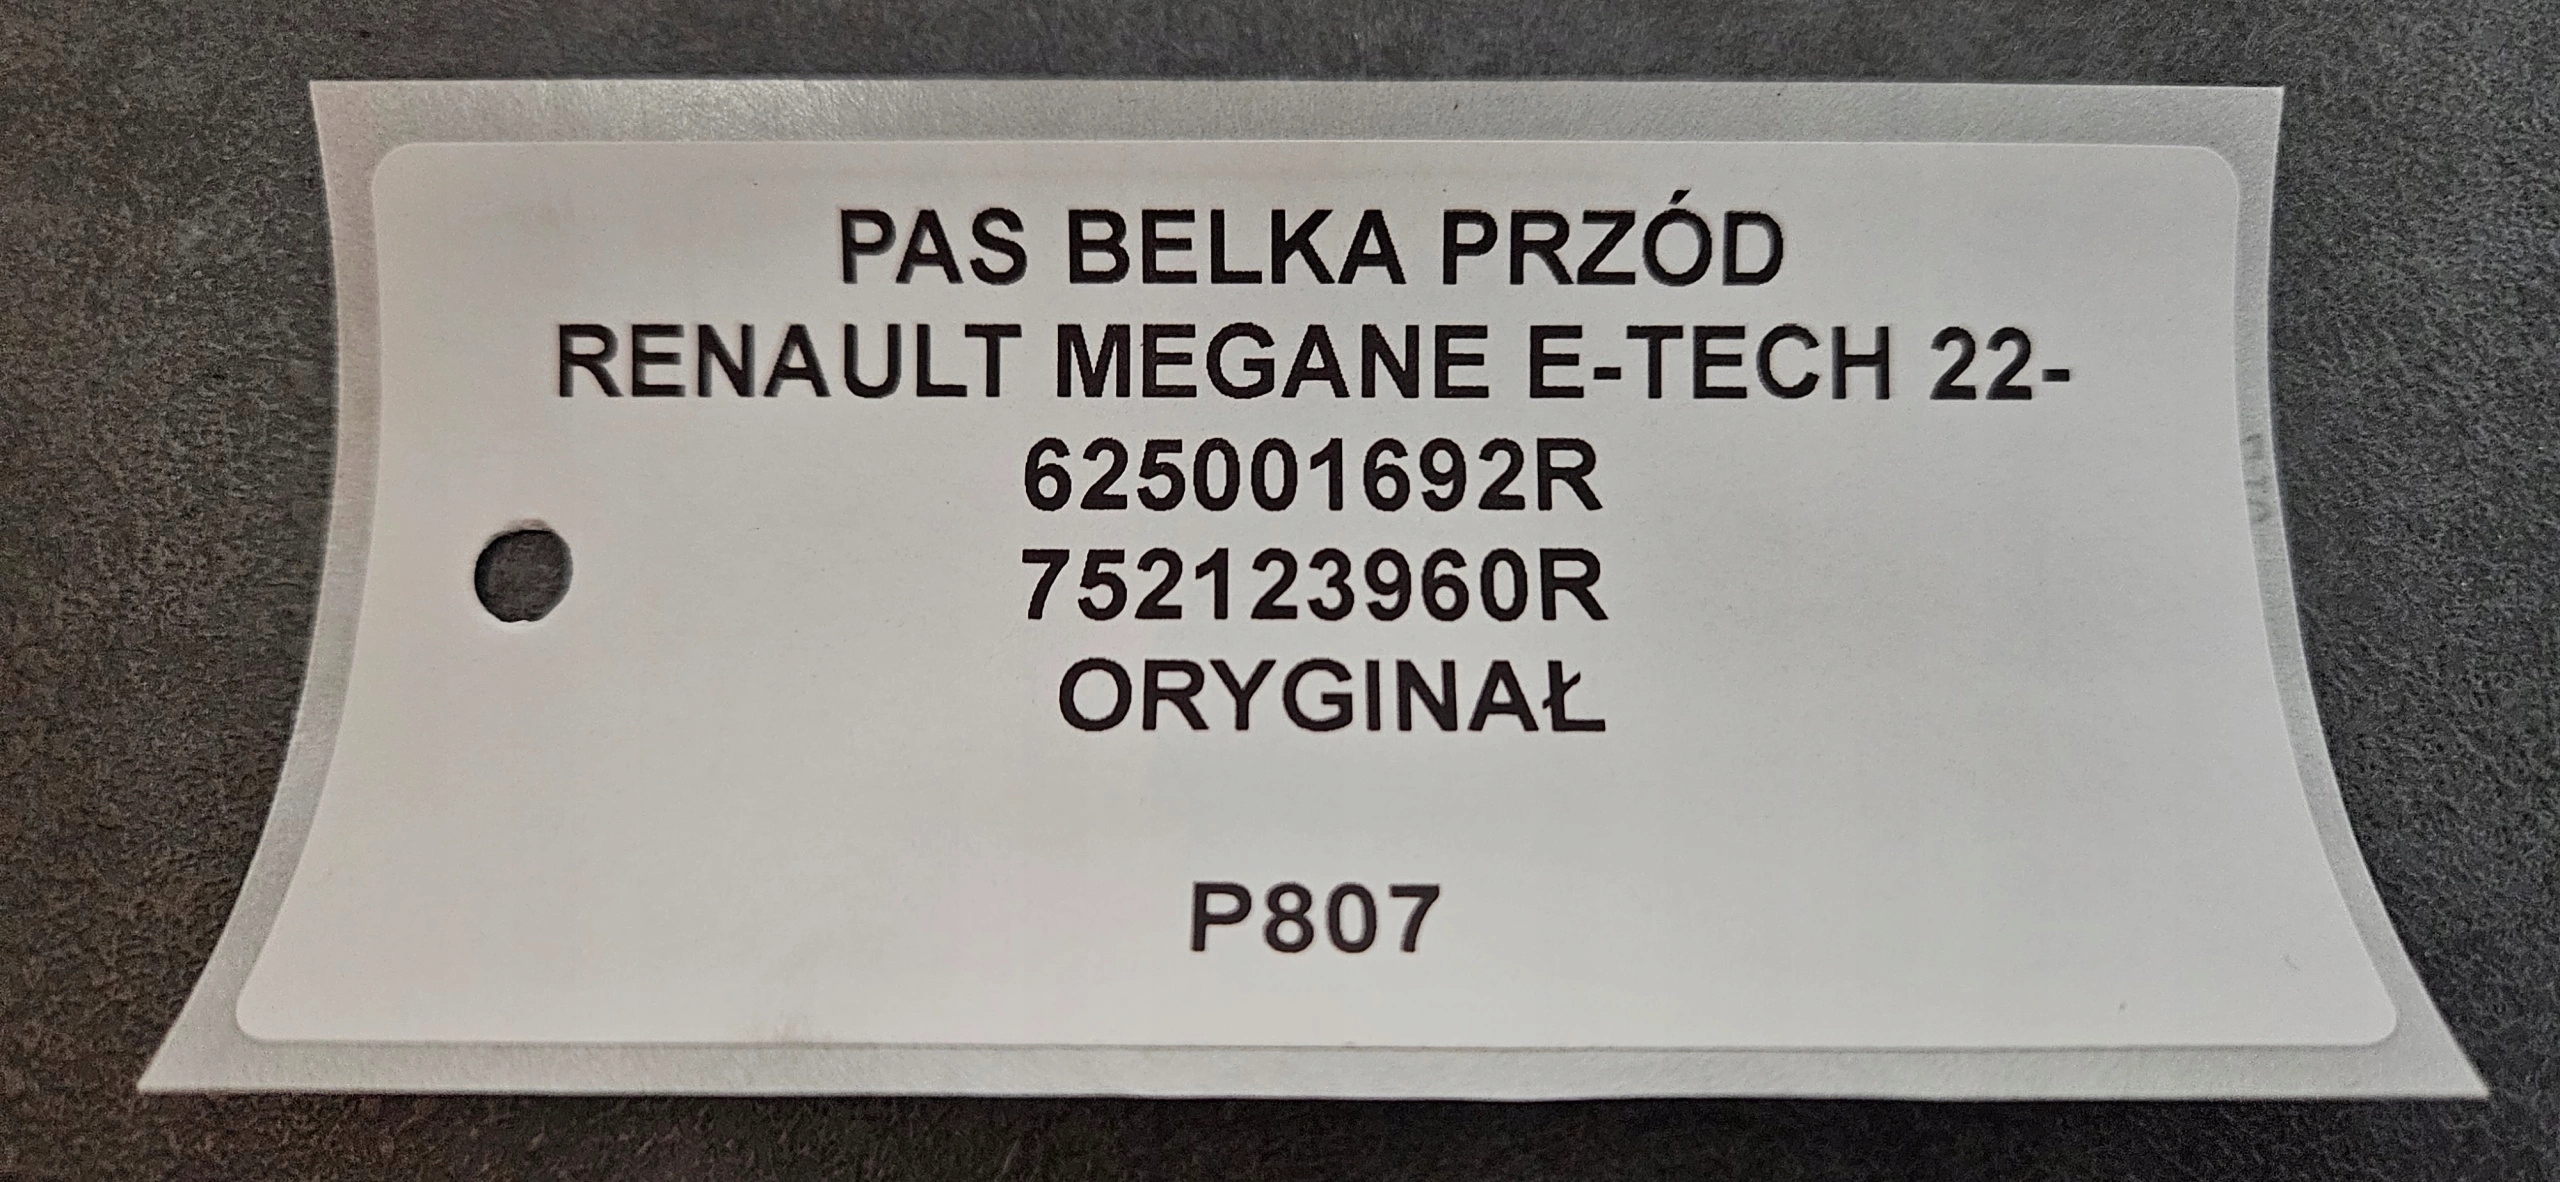 PAS BELKA PRZÓD
RENAULT MEGANE E-TECH 22-
625001692R
752123960R
ORYGINAŁ
P807